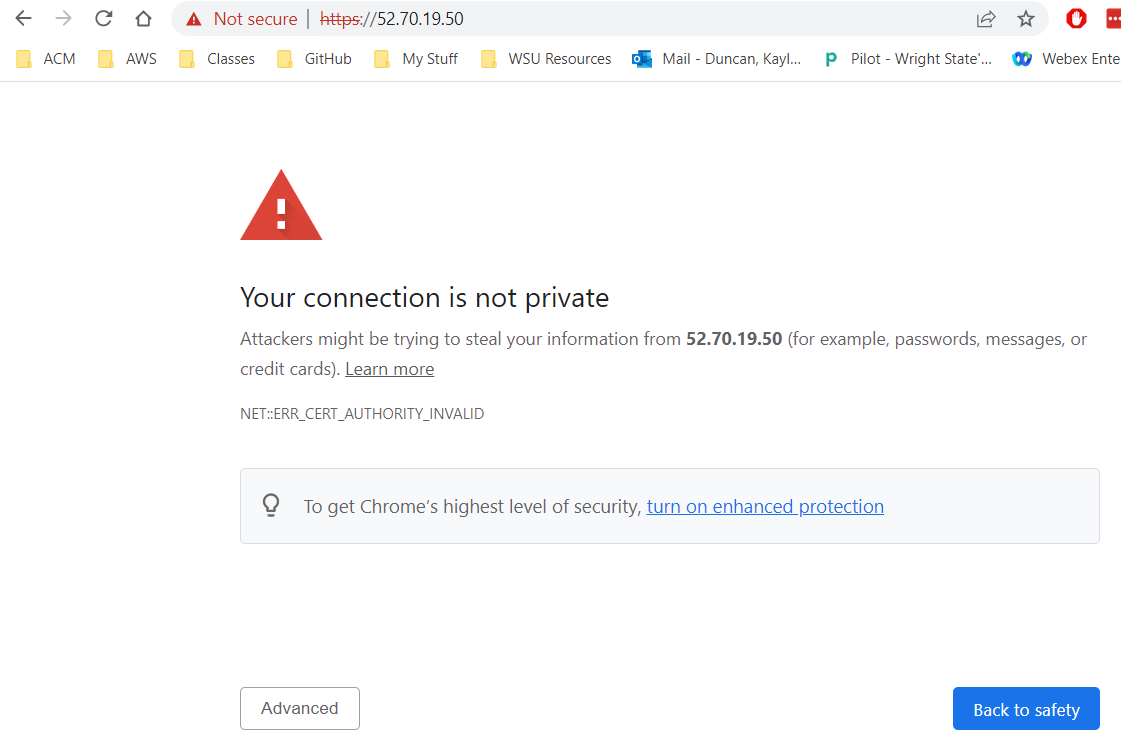 Not secure | https://52.70.19.50
ACM AWS Classes GitHub My Stuff WSU Resources Mail - Duncan, Kayl... Pilot - Wright State'... Webex Ente
Your connection is not private
Attackers might be trying to steal your information from 52.70.19.50 (for example, passwords, messages, or
credit cards). Learn more
NET::ERR_CERT_AUTHORITY_INVALID
To get Chrome's highest level of security, turn on enhanced protection
Advanced Back to safety